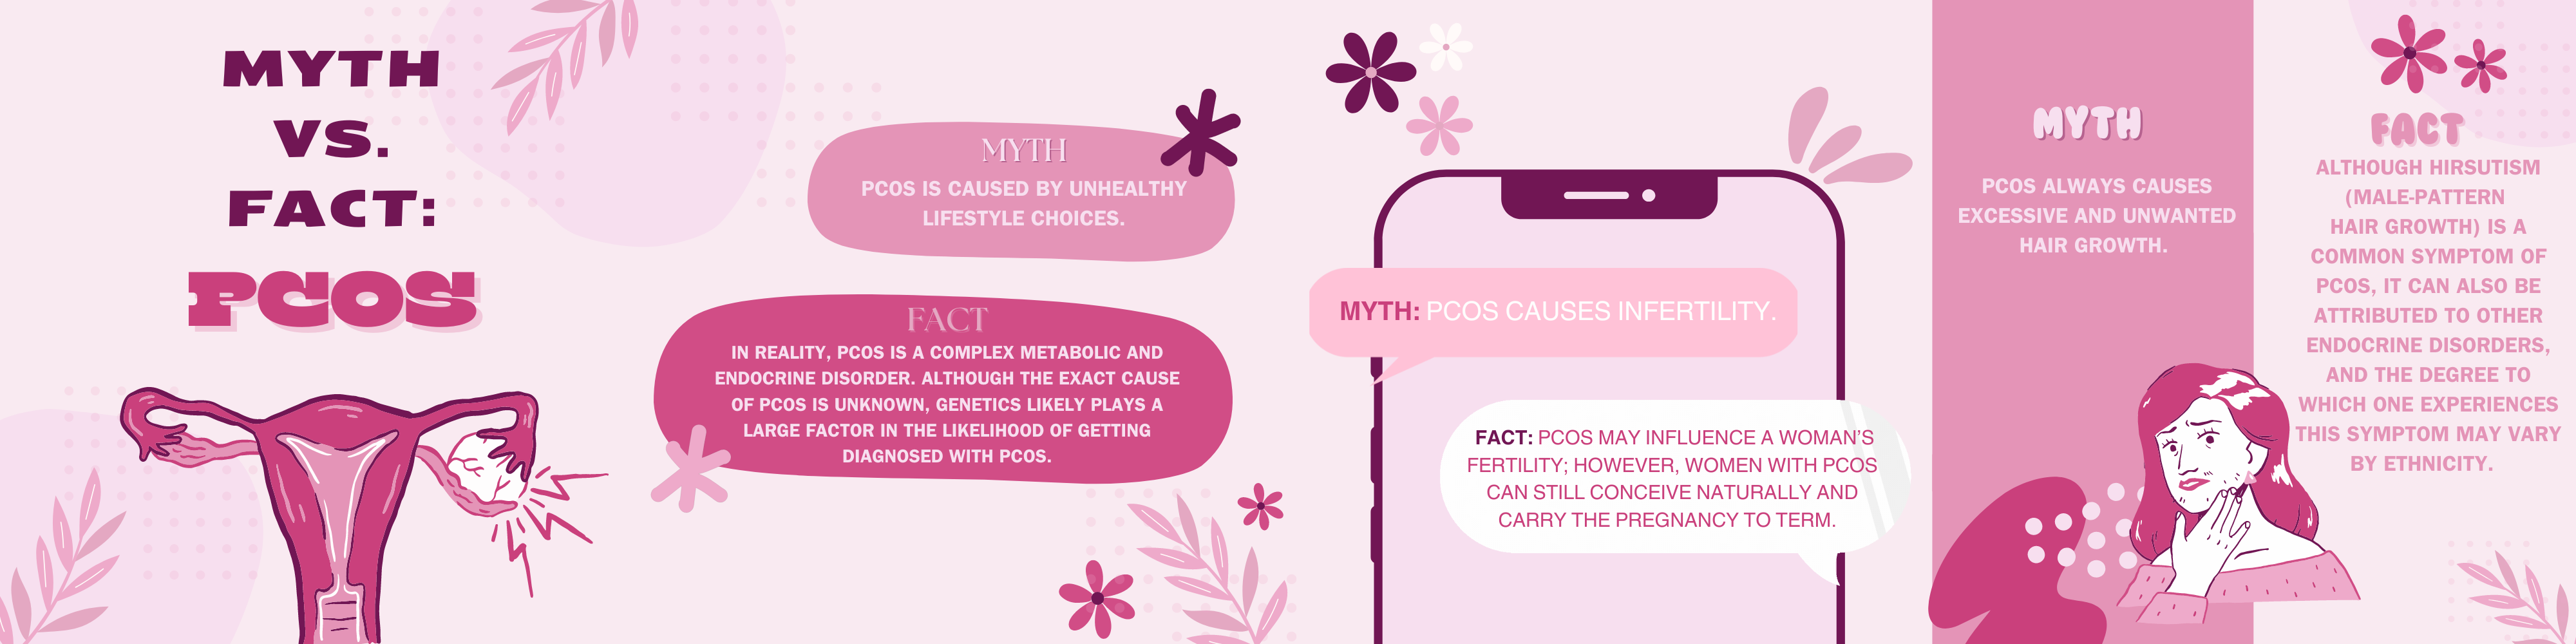 MYTH
VS.
FACT:
PCOS
MYTH
PCOS IS CAUSED BY UNHEALTHY
LIFESTYLE CHOICES.
FACT
IN REALITY, PCOS IS A COMPLEX METABOLIC AND
ENDOCRINE DISORDER. ALTHOUGH THE EXACT CAUSE
OF PCOS IS UNKNOWN, GENETICS LIKELY PLAYS A
LARGE FACTOR IN THE LIKELIHOOD OF GETTING
DIAGNOSED WITH PCOS.
MYTH: PCOS CAUSES INFERTILITY.
FACT: PCOS MAY INFLUENCE A WOMAN'S
FERTILITY; HOWEVER, WOMEN WITH PCOS
CAN STILL CONCEIVE NATURALLY AND
CARRY THE PREGNANCY TO TERM.
MYTH
PCOS ALWAYS CAUSES
EXCESSIVE AND UNWANTED
HAIR GROWTH.
FACT
ALTHOUGH HIRSUTISM
(MALE-PATTERN
HAIR GROWTH) IS A
COMMON SYMPTOM OF
PCOS, IT CAN ALSO BE
ATTRIBUTED TO OTHER
ENDOCRINE DISORDERS,
AND THE DEGREE TO
WHICH ONE EXPERIENCES
THIS SYMPTOM MAY VARY
BY ETHNICITY.